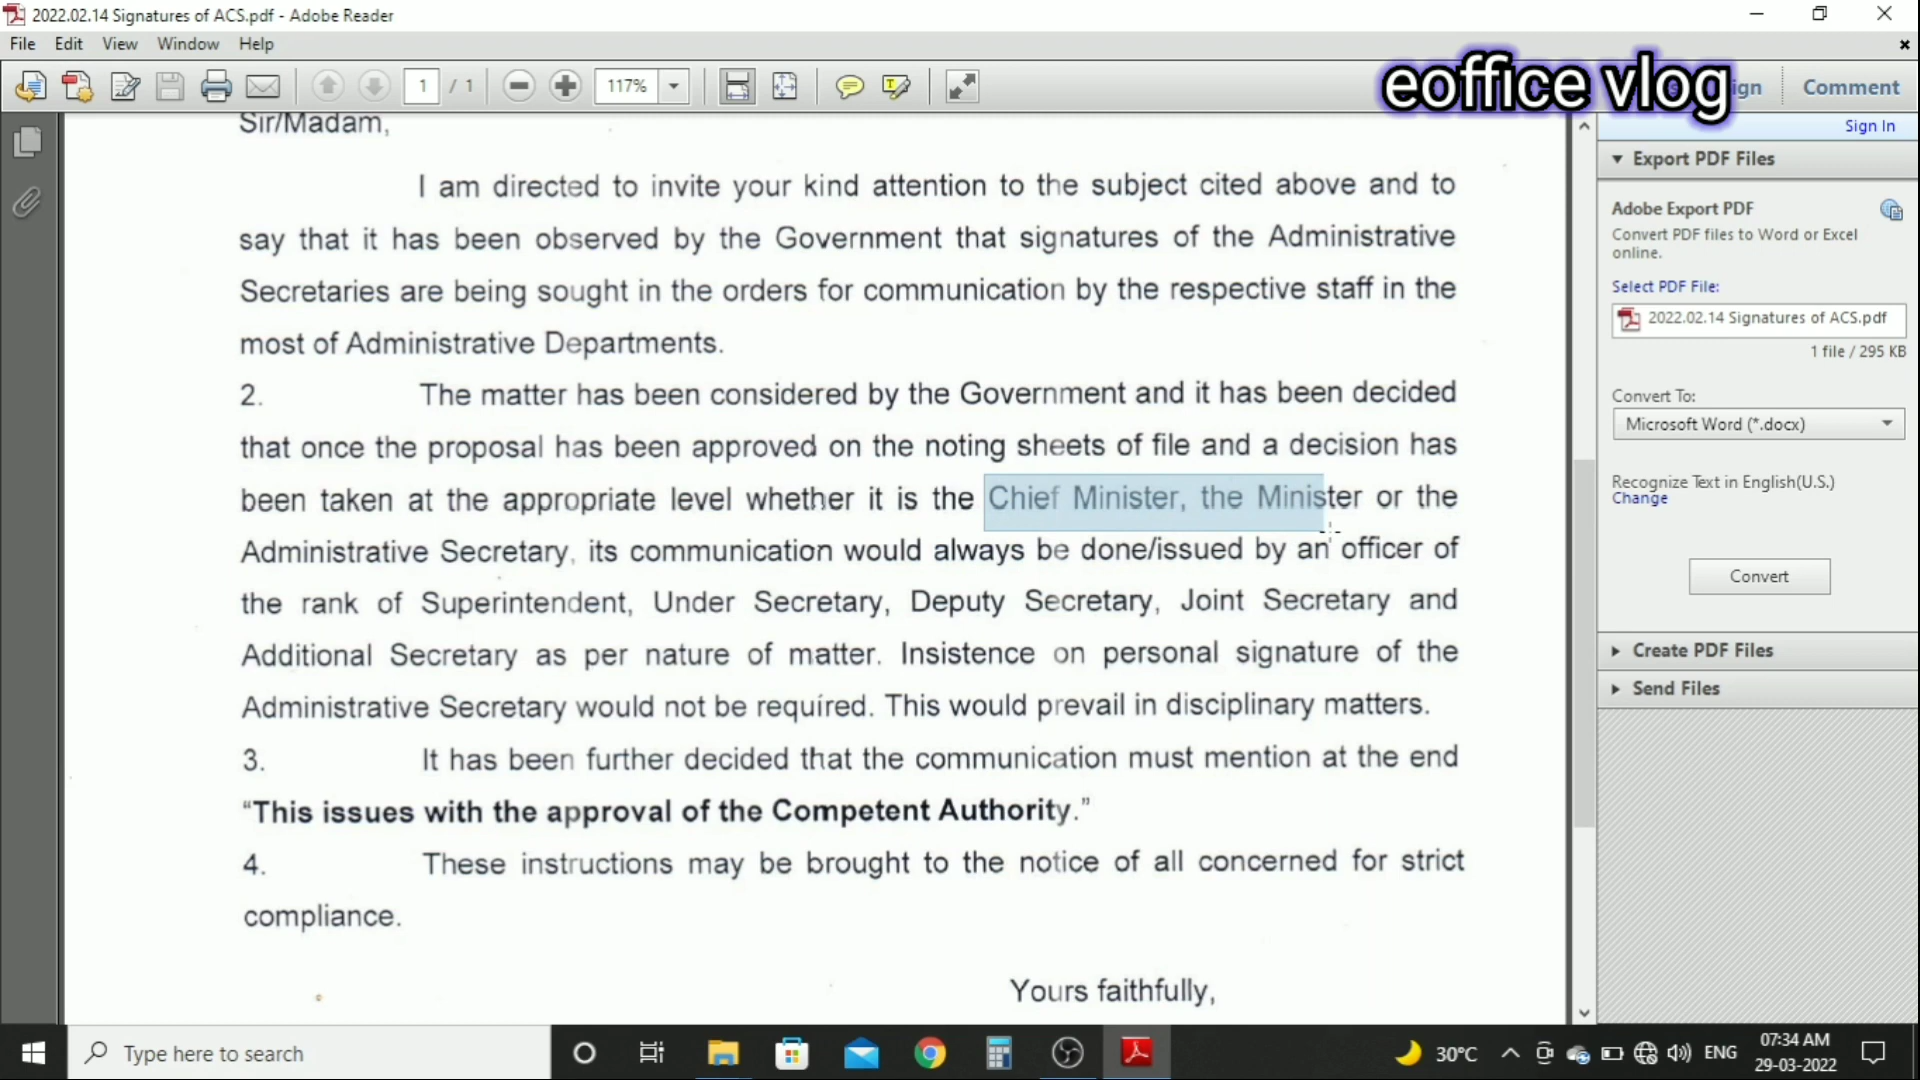 2022.02.14 Signatures of ACS.pdf - Adobe Reader
File Edit View Window Help
1 / 1 117% Comment
eoffice vlog
Sign In
Sir/Madam,
I am directed to invite your kind attention to the subject cited above and to
say that it has been observed by the Government that signatures of the Administrative
Secretaries are being sought in the orders for communication by the respective staff in the
most of Administrative Departments.
2. The matter has been considered by the Government and it has been decided
that once the proposal has been approved on the noting sheets of file and a decision has
been taken at the appropriate level whether it is the Chief Minister, the Minister or the
Administrative Secretary, its communication would always be done/issued by an officer of
the rank of Superintendent, Under Secretary, Deputy Secretary, Joint Secretary and
Additional Secretary as per nature of matter. Insistence on personal signature of the
Administrative Secretary would not be required. This would prevail in disciplinary matters.
3. It has been further decided that the communication must mention at the end
“This issues with the approval of the Competent Authority.”
4. These instructions may be brought to the notice of all concerned for strict
compliance.
Yours faithfully,
Export PDF Files
Adobe Export PDF
Convert PDF files to Word or Excel
online.
Select PDF File:
2022.02.14 Signatures of ACS.pdf
1 file / 295 KB
Convert To:
Microsoft Word (*.docx)
Recognize Text in English(U.S.)
Change
Convert
Create PDF Files
Send Files
Type here to search
30°C
ENG
07:34 AM
29-03-2022